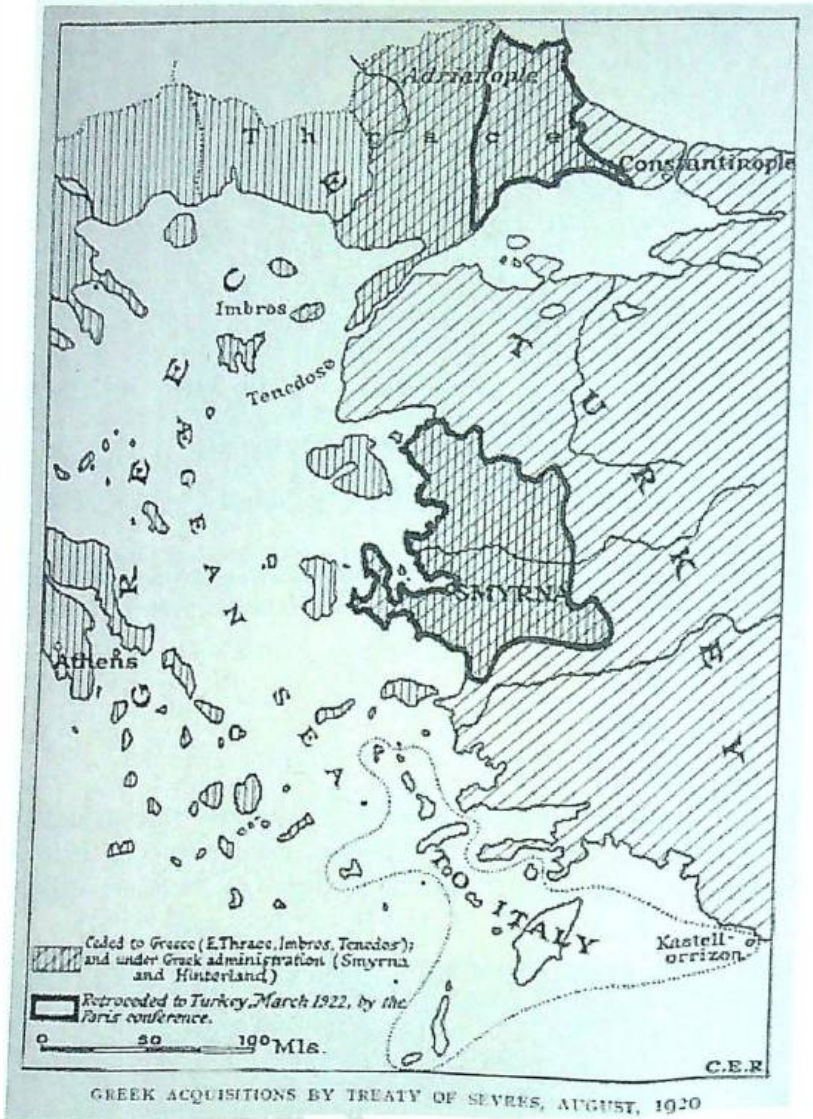 Adrianople
Thrace
Constantinople
Imbros
Tenedos
GREECE
AEGEAN
SEA
TURKEY
SMYRNA
Athens
TO ITALY
Kastell-
orrizon
Ceded to Greece (E.Thrace, Imbros, Tenedos);
and under Greek administration (Smyrna
and Hinterland)
Retroceded to Turkey, March 1922, by the
Paris conference.
0 50 100 Mls.
C.E.R.
GREEK ACQUISITIONS BY TREATY OF SEVRES, AUGUST, 1920